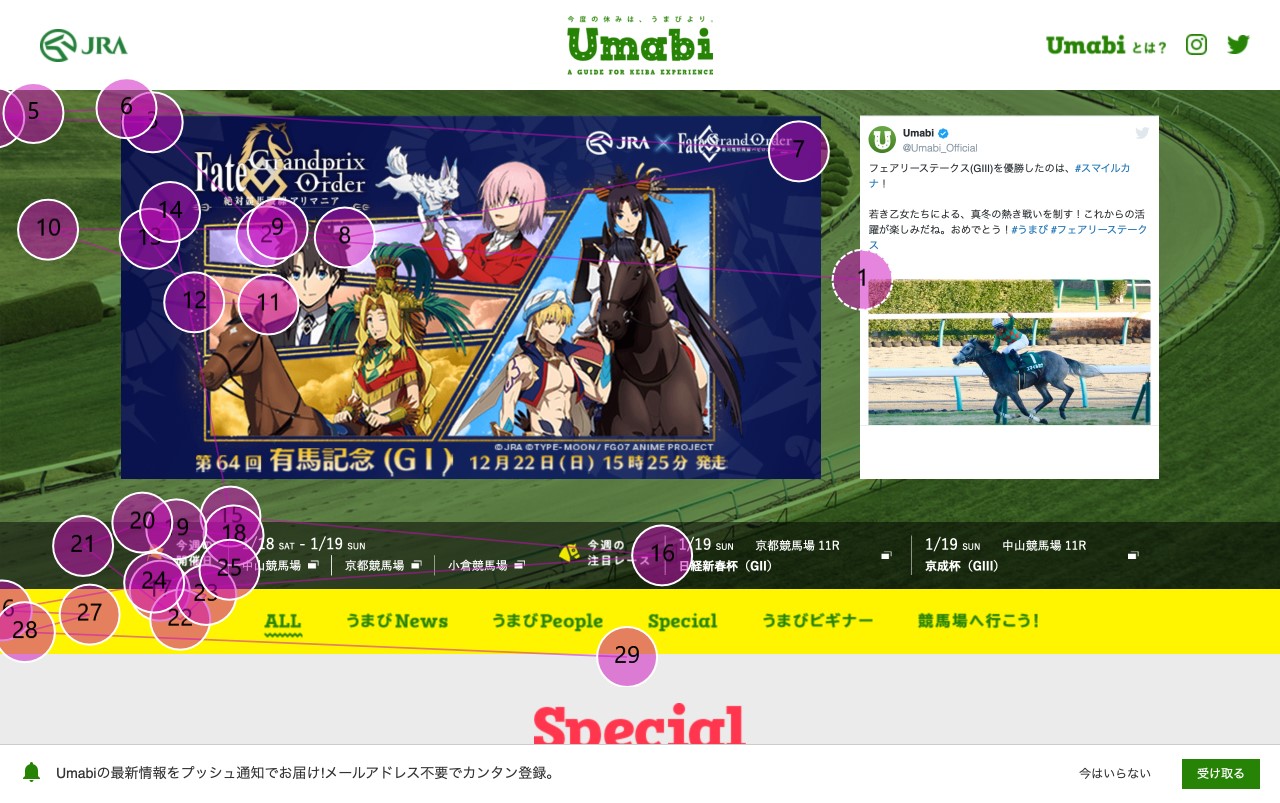 JRA
今度の休みは、うまびより。
Umabi
A GUIDE FOR KEIBA EXPERIENCE
Umabi とは？
5
6
3
7
10
14
13
2
9
8
12
11
1
Fate Grandprix Order
絶対競馬戦線アリマニア
JRA × Fate Grand Order
©JRA ©TYPE-MOON / FGO7 ANIME PROJECT
第64回 有馬記念(GⅠ) 12月22日(日) 15時25分 発走
Umabi
@Umabi_Official
フェアリーステークス(GIII)を優勝したのは、#スマイルカ
ナ！
若き乙女たちによる、真冬の熱き戦いを制す！これからの活
躍が楽しみだね。おめでとう！#うまび #フェアリーステーク
ス
15
20
19
18
21
16
24
25
23
22
27
28
29
/18 SAT - 1/19 SUN
中山競馬場
京都競馬場
小倉競馬場
今週の
注目レース
1/19 SUN 京都競馬場 11R
日経新春杯（GII）
1/19 SUN 中山競馬場 11R
京成杯（GIII）
ALL うまびNews うまびPeople Special うまびビギナー 競馬場へ行こう！
Special
Umabiの最新情報をプッシュ通知でお届け!メールアドレス不要でカンタン登録。
今はいらない
受け取る